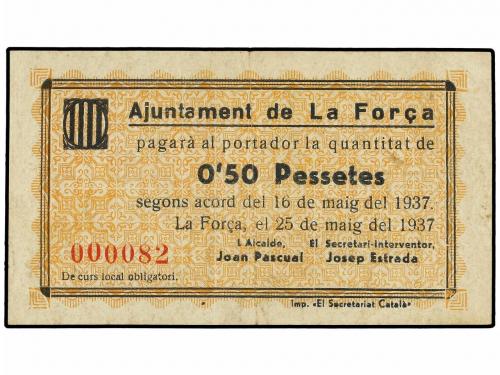 Ajuntament de La Força
pagarà al portador la quantitat de
0'50 Pessetes
segons acord del 16 de maig del 1937.
La Força, el 25 de maig del 1937
L'Alcalde, El Secretari-Interventor,
000082 Joan Pascual Josep Estrada
De curs local obligatori.
Imp. «El Secretariat Català»